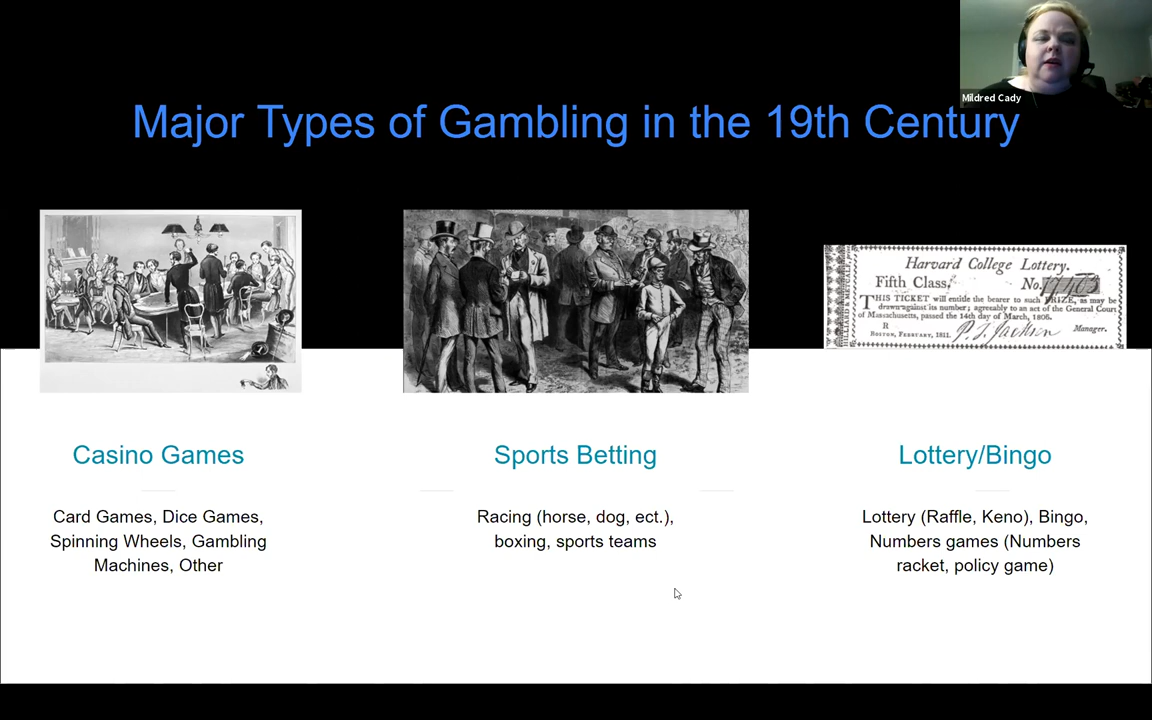 Mildred Cady
Major Types of Gambling in the 19th Century
Harvard College Lottery.
Fifth Class. No.
THIS TICKET will entitle the bearer to such PRIZE, as may be
drawn against its number; agreeably to an act of the General Court
of Massachusetts, passed the 14th day of March, 1806.
R
BOSTON, FEBRUARY, 1811. Manager.
Casino Games
Card Games, Dice Games,
Spinning Wheels, Gambling
Machines, Other
Sports Betting
Racing (horse, dog, ect.),
boxing, sports teams
Lottery/Bingo
Lottery (Raffle, Keno), Bingo,
Numbers games (Numbers
racket, policy game)